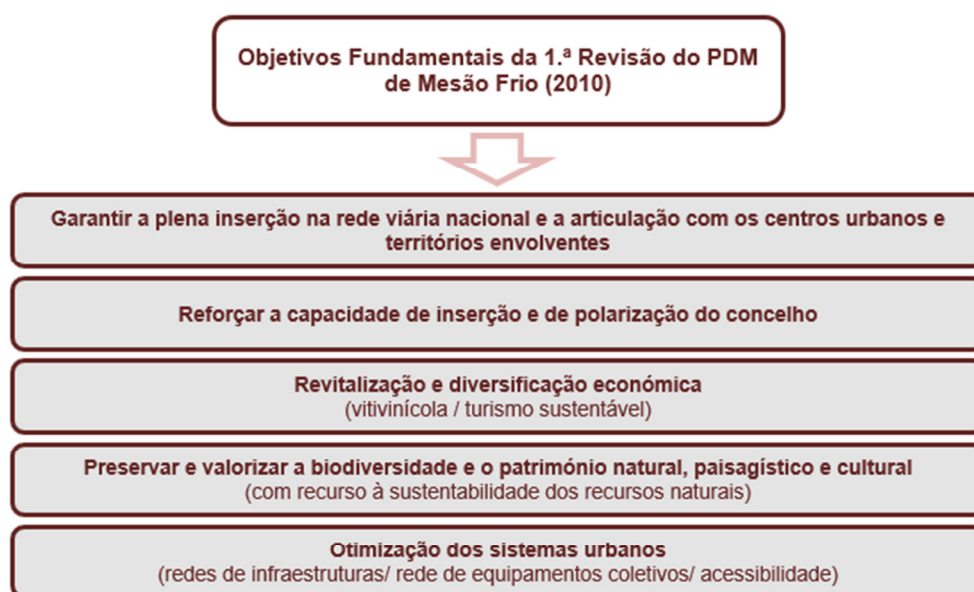 Objetivos Fundamentais da 1.ª Revisão do PDM
de Mesão Frio (2010)
Garantir a plena inserção na rede viária nacional e a articulação com os centros urbanos e
territórios envolventes
Reforçar a capacidade de inserção e de polarização do concelho
Revitalização e diversificação económica
(vitivinícola / turismo sustentável)
Preservar e valorizar a biodiversidade e o património natural, paisagístico e cultural
(com recurso à sustentabilidade dos recursos naturais)
Otimização dos sistemas urbanos
(redes de infraestruturas/ rede de equipamentos coletivos/ acessibilidade)